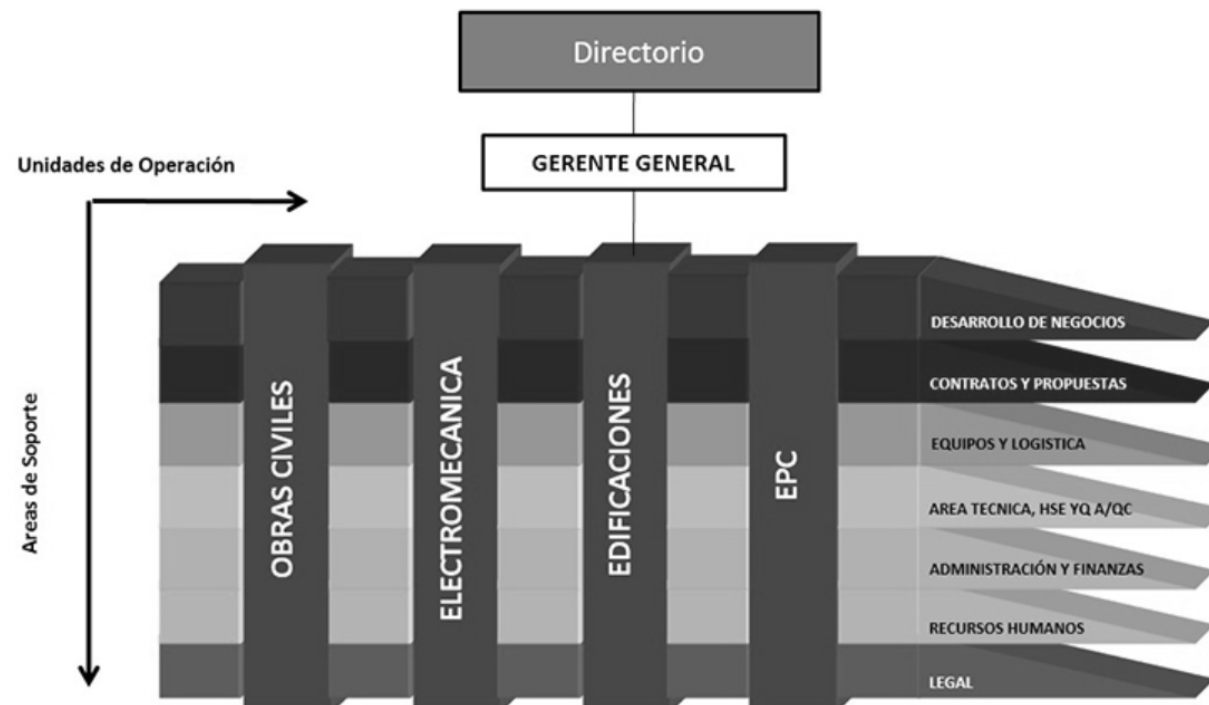 Directorio
GERENTE GENERAL
Unidades de Operación
Areas de Soporte
OBRAS CIVILES
ELECTROMECANICA
EDIFICACIONES
EPC
DESARROLLO DE NEGOCIOS
CONTRATOS Y PROPUESTAS
EQUIPOS Y LOGISTICA
AREA TECNICA, HSE YQ A/QC
ADMINISTRACIÓN Y FINANZAS
RECURSOS HUMANOS
LEGAL